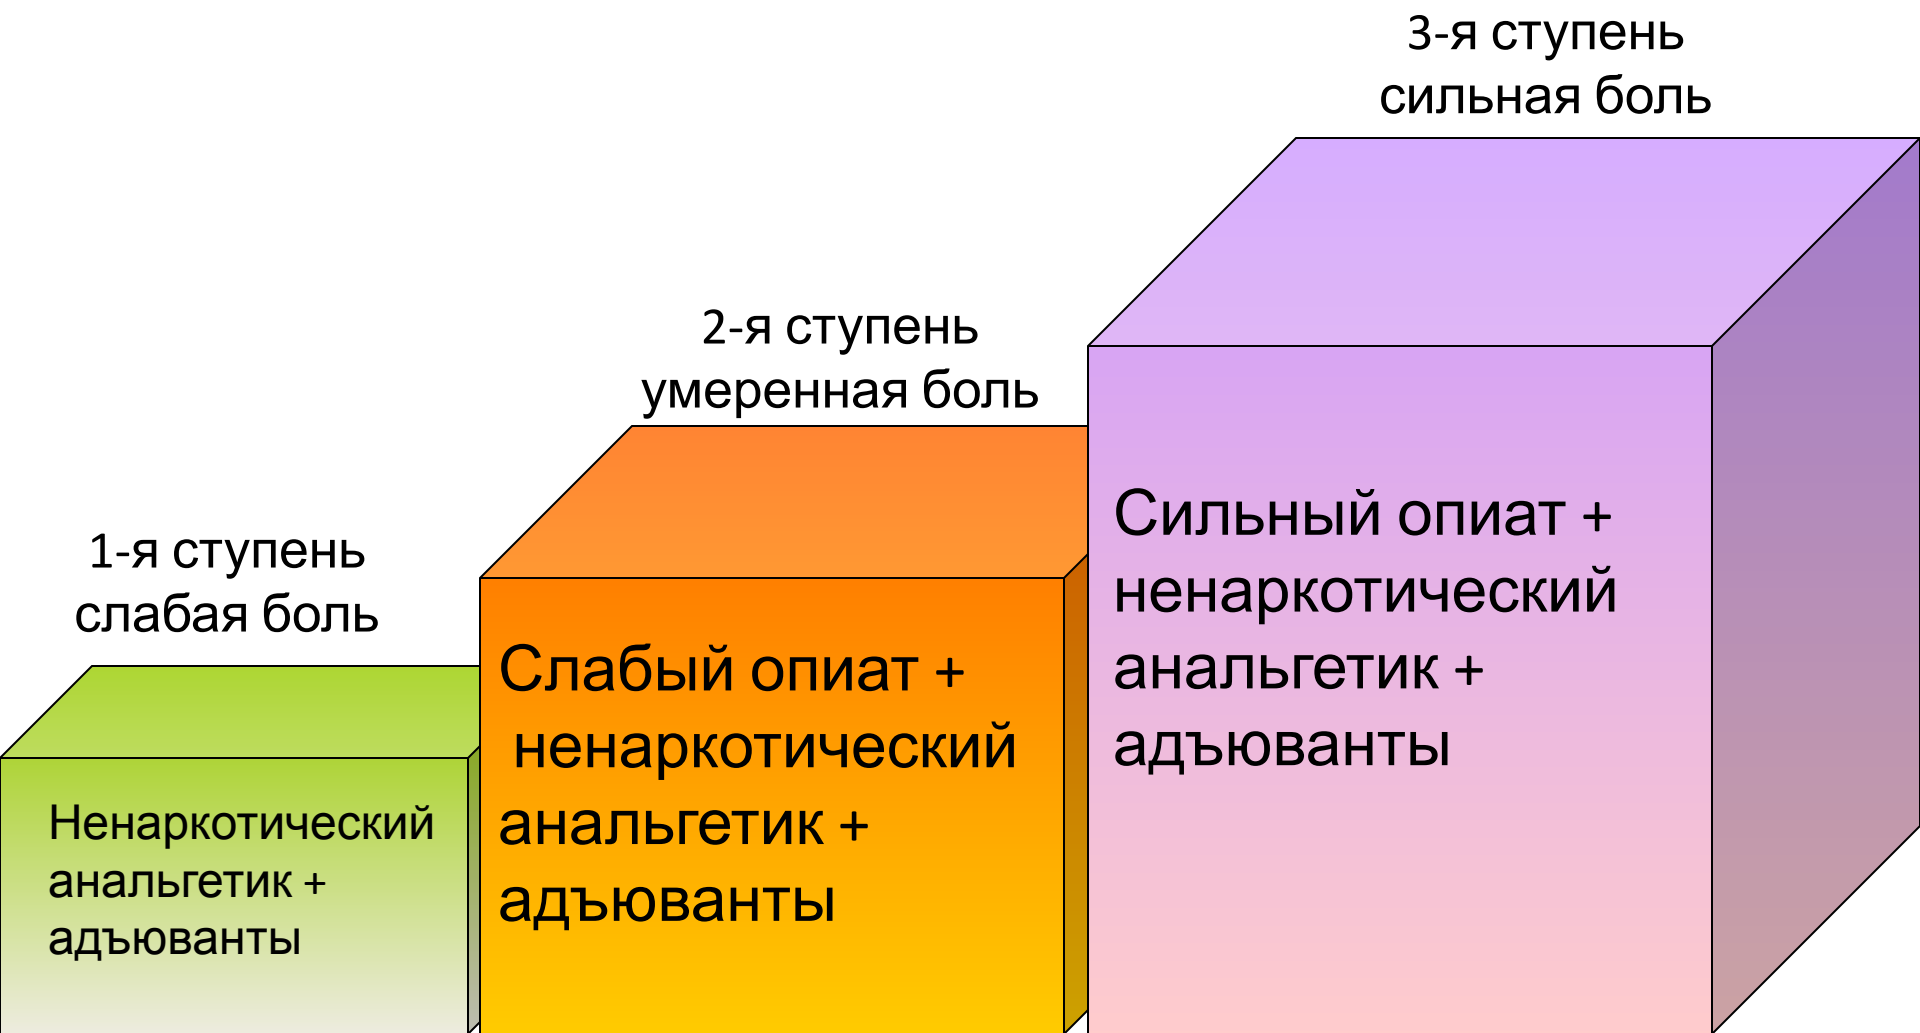 3-я ступень
сильная боль
2-я ступень
умеренная боль
1-я ступень
слабая боль
Ненаркотический
анальгетик +
адъюванты
Слабый опиат +
ненаркотический
анальгетик +
адъюванты
Сильный опиат +
ненаркотический
анальгетик +
адъюванты